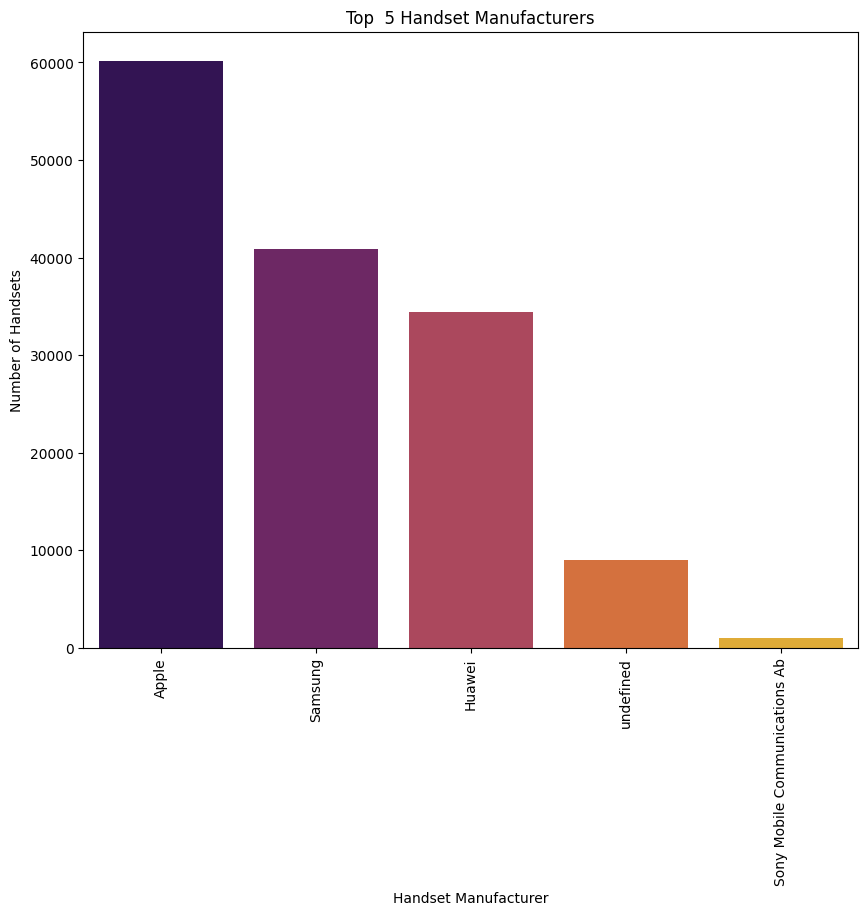 Top  5 Handset Manufacturers
Number of Handsets
60000
50000
40000
30000
20000
10000
0
Apple
Samsung
Huawei
undefined
Sony Mobile Communications Ab
Handset Manufacturer